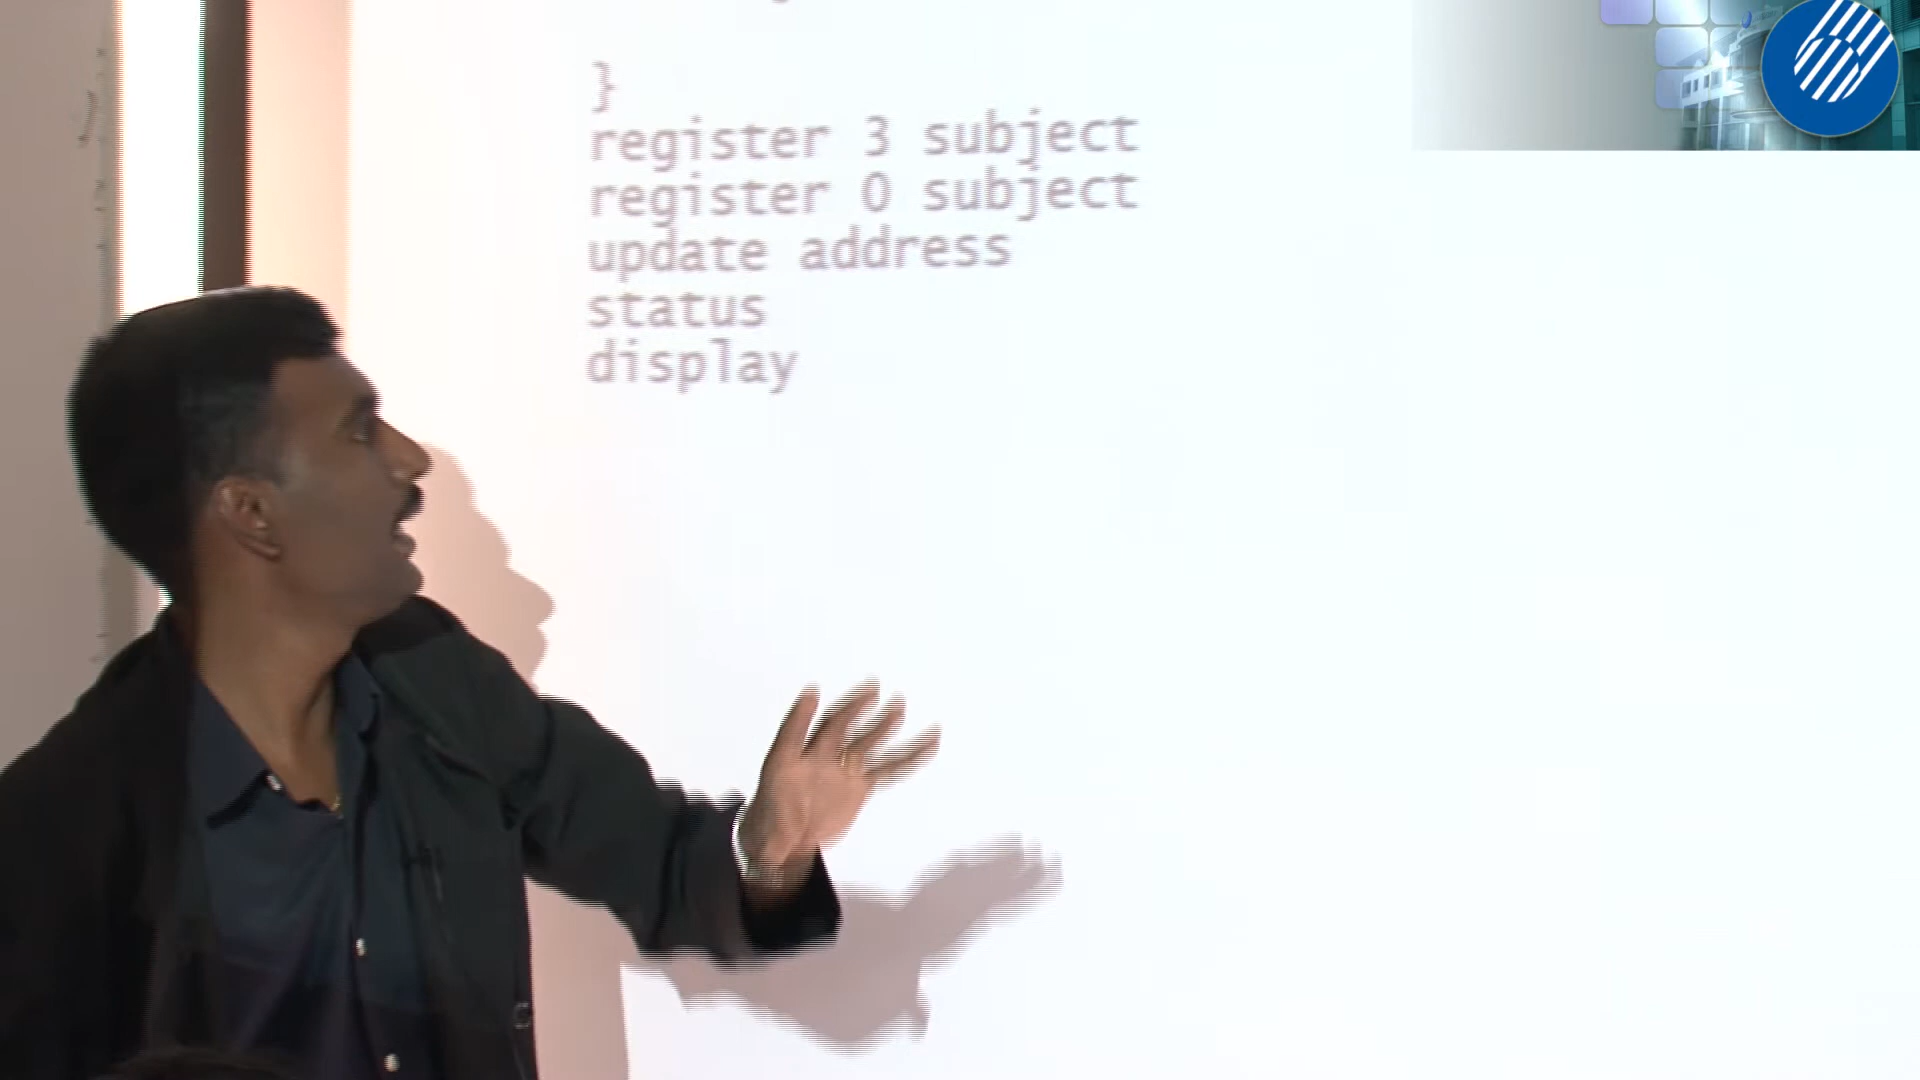 }
register 3 subject
register 0 subject
update address
status
display